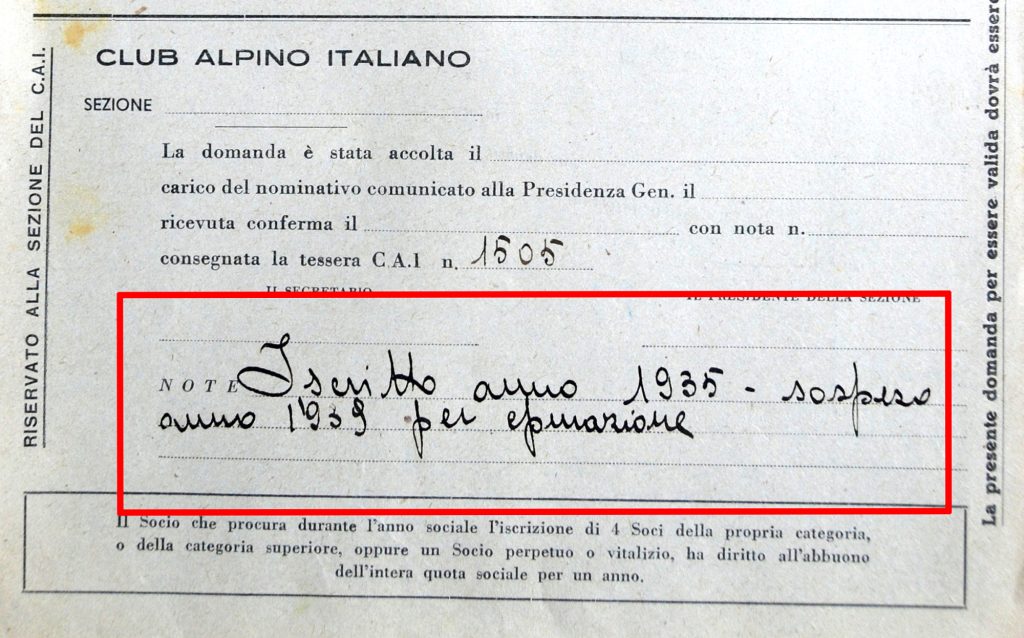 CLUB ALPINO ITALIANO
SEZIONE
La domanda è stata accolta il
carico del nominativo comunicato alla Presidenza Gen. il
ricevuta conferma il con nota n.
consegnata la tessera C.A.I n. 1505
IL SECRETARIO IL PRESIDENTE DELLA SEZIONE
NOTE Iscritto anno 1935 - sospeso
anno 1939 per epurazione
Il Socio che procura durante l'anno sociale l'iscrizione di 4 Soci della propria categoria,
o della categoria superiore, oppure un Socio perpetuo o vitalizio, ha diritto all'abbuono
dell'intera quota sociale per un anno.
RISERVATO ALLA SEZIONE DEL C.A.I.
La presente domanda per essere valida dovrà essere